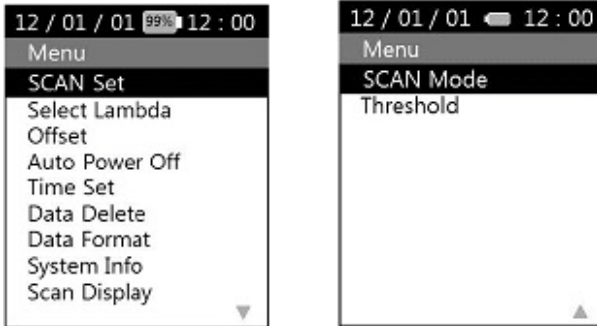 12 / 01 / 01 99% 12 : 00
Menu
SCAN Set
Select Lambda
Offset
Auto Power Off
Time Set
Data Delete
Data Format
System Info
Scan Display
12 / 01 / 01 12 : 00
Menu
SCAN Mode
Threshold